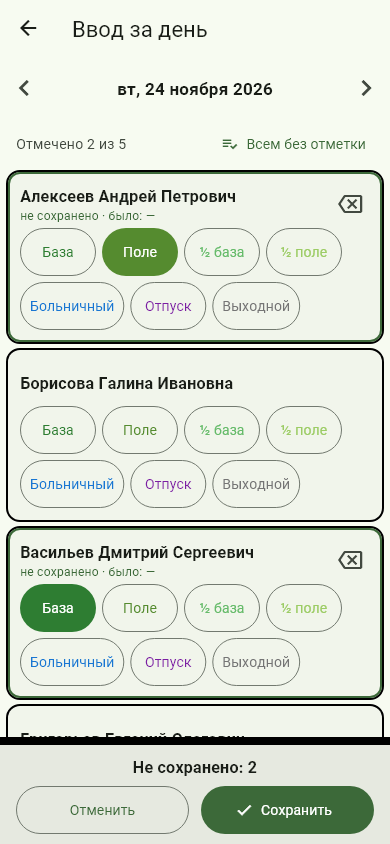 Ввод за день
вт, 24 ноября 2026
Отмечено 2 из 5
Всем без отметки
Алексеев Андрей Петрович
не сохранено · было: —
База Поле ½ база ½ поле
Больничный Отпуск Выходной
Борисова Галина Ивановна
База Поле ½ база ½ поле
Больничный Отпуск Выходной
Васильев Дмитрий Сергеевич
не сохранено · было: —
База Поле ½ база ½ поле
Больничный Отпуск Выходной
Не сохранено: 2
Отменить Сохранить